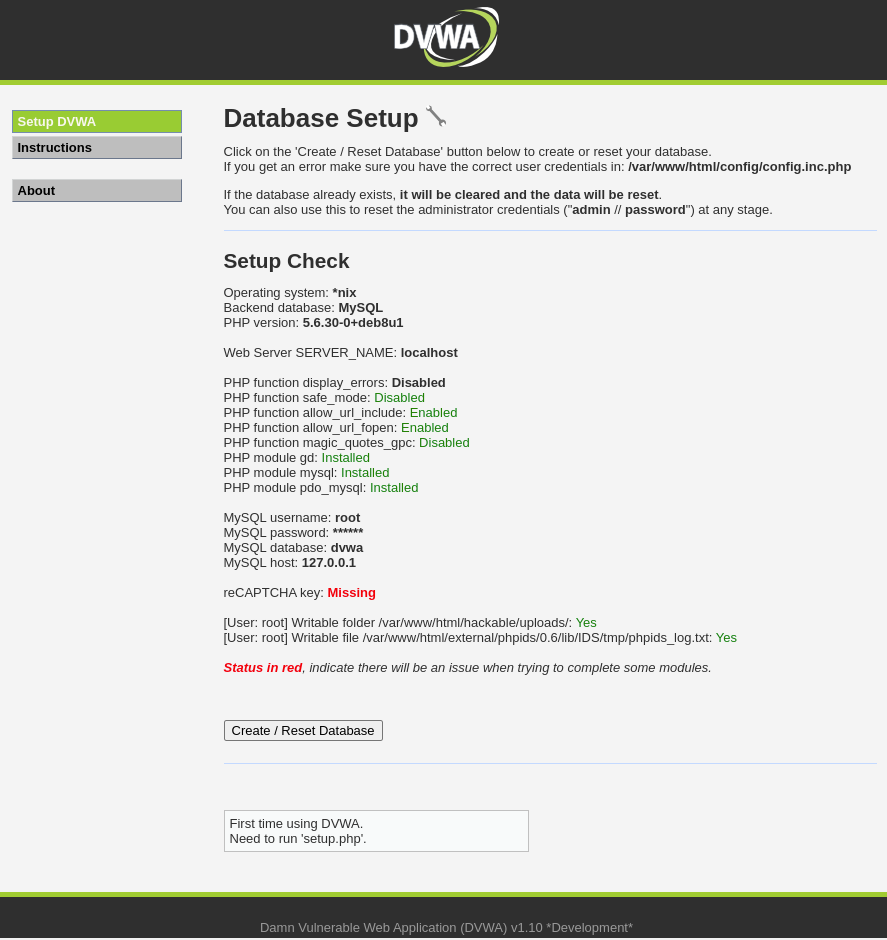 DVWA
Setup DVWA
Instructions
About
Database Setup
Click on the 'Create / Reset Database' button below to create or reset your database.
If you get an error make sure you have the correct user credentials in: /var/www/html/config/config.inc.php
If the database already exists, it will be cleared and the data will be reset.
You can also use this to reset the administrator credentials ("admin // password") at any stage.
Setup Check
Operating system: *nix
Backend database: MySQL
PHP version: 5.6.30-0+deb8u1
Web Server SERVER_NAME: localhost
PHP function display_errors: Disabled
PHP function safe_mode: Disabled
PHP function allow_url_include: Enabled
PHP function allow_url_fopen: Enabled
PHP function magic_quotes_gpc: Disabled
PHP module gd: Installed
PHP module mysql: Installed
PHP module pdo_mysql: Installed
MySQL username: root
MySQL password: ******
MySQL database: dvwa
MySQL host: 127.0.0.1
reCAPTCHA key: Missing
[User: root] Writable folder /var/www/html/hackable/uploads/: Yes
[User: root] Writable file /var/www/html/external/phpids/0.6/lib/IDS/tmp/phpids_log.txt: Yes
Status in red, indicate there will be an issue when trying to complete some modules.
Create / Reset Database
First time using DVWA.
Need to run 'setup.php'.
Damn Vulnerable Web Application (DVWA) v1.10 *Development*